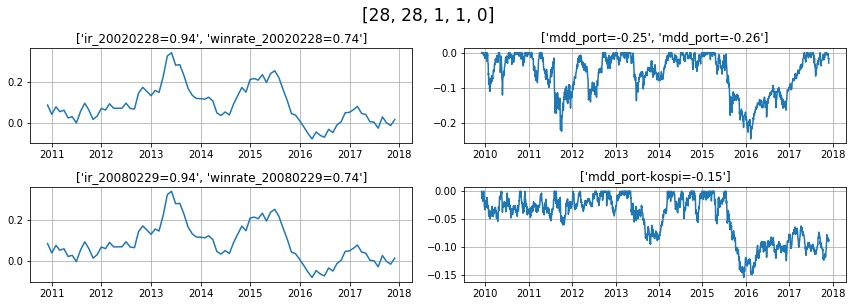 [28, 28, 1, 1, 0]
['ir_20020228=0.94', 'winrate_20020228=0.74']
0.2
0.0
2011 2012 2013 2014 2015 2016 2017 2018
['mdd_port=-0.25', 'mdd_port=-0.26']
0.0
−0.1
−0.2
2010 2011 2012 2013 2014 2015 2016 2017 2018
['ir_20080229=0.94', 'winrate_20080229=0.74']
0.2
0.0
2011 2012 2013 2014 2015 2016 2017 2018
['mdd_port-kospi=-0.15']
0.00
−0.05
−0.10
−0.15
2010 2011 2012 2013 2014 2015 2016 2017 2018